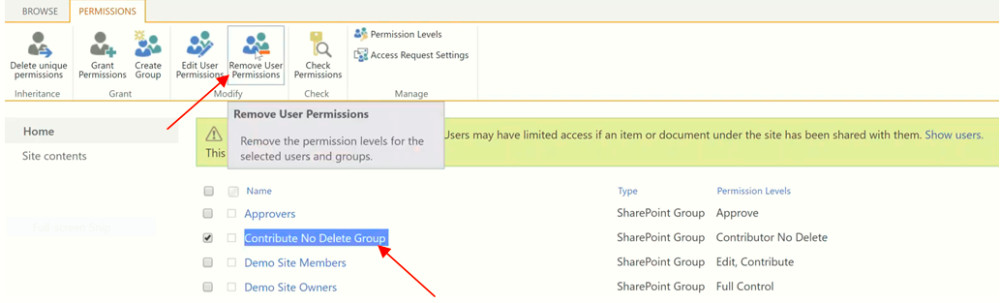 BROWSE PERMISSIONS
Delete unique permissions
Grant Permissions
Create Group
Edit User Permissions
Remove User Permissions
Check Permissions
Permission Levels
Access Request Settings
Inheritance Grant Modify Check Manage
Remove User Permissions
Remove the permission levels for the
selected users and groups.
Home
Site contents
Users may have limited access if an item or document under the site has been shared with them. Show users.
This
Name Type Permission Levels
Approvers SharePoint Group Approve
Contribute No Delete Group SharePoint Group Contributor No Delete
Demo Site Members SharePoint Group Edit, Contribute
Demo Site Owners SharePoint Group Full Control